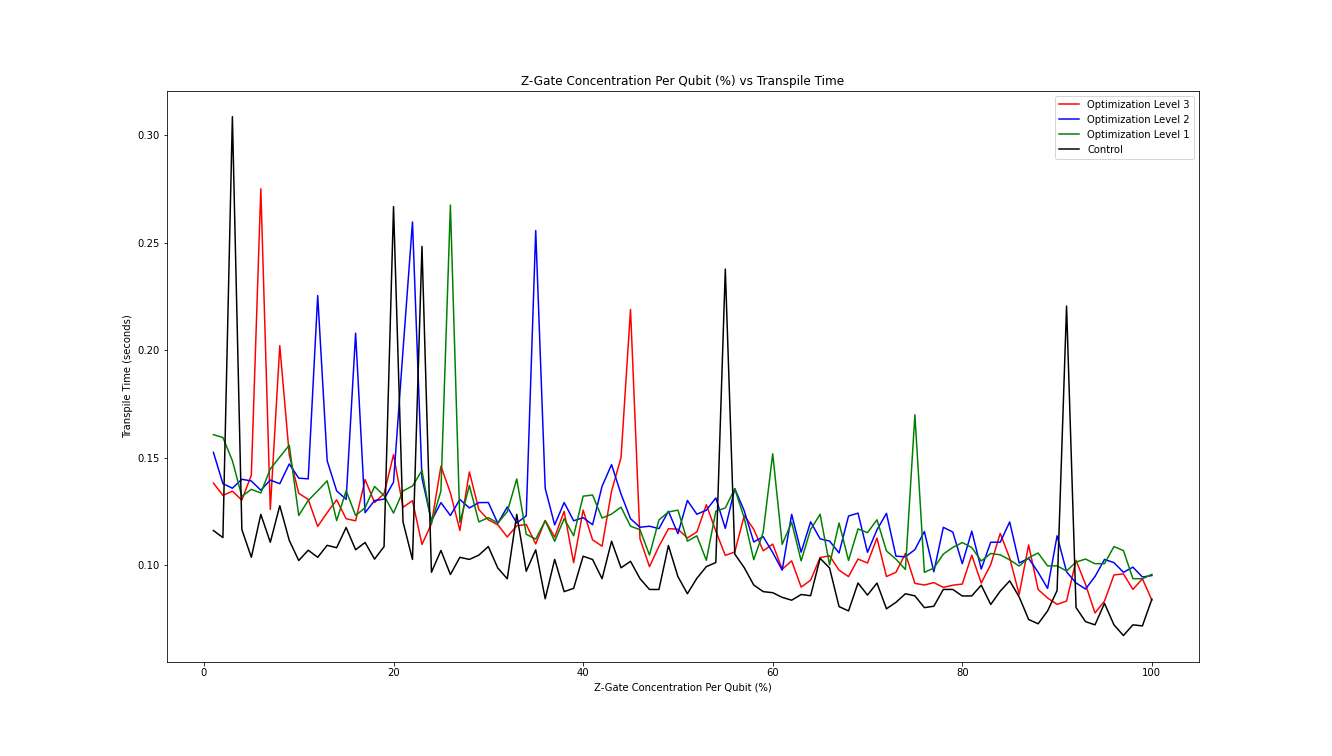 Z-Gate Concentration Per Qubit (%) vs Transpile Time
Optimization Level 3
Optimization Level 2
Optimization Level 1
Control
0.30
0.25
0.20
0.15
0.10
Transpile Time (seconds)
0
20
40
60
80
100
Z-Gate Concentration Per Qubit (%)